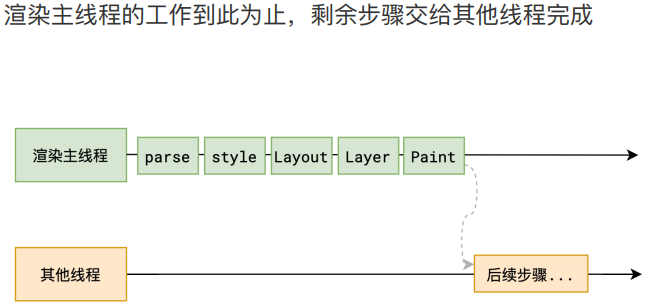 渲染主线程的工作到此为止，剩余步骤交给其他线程完成
渲染主线程
parse
style
Layout
Layer
Paint
其他线程
后续步骤...